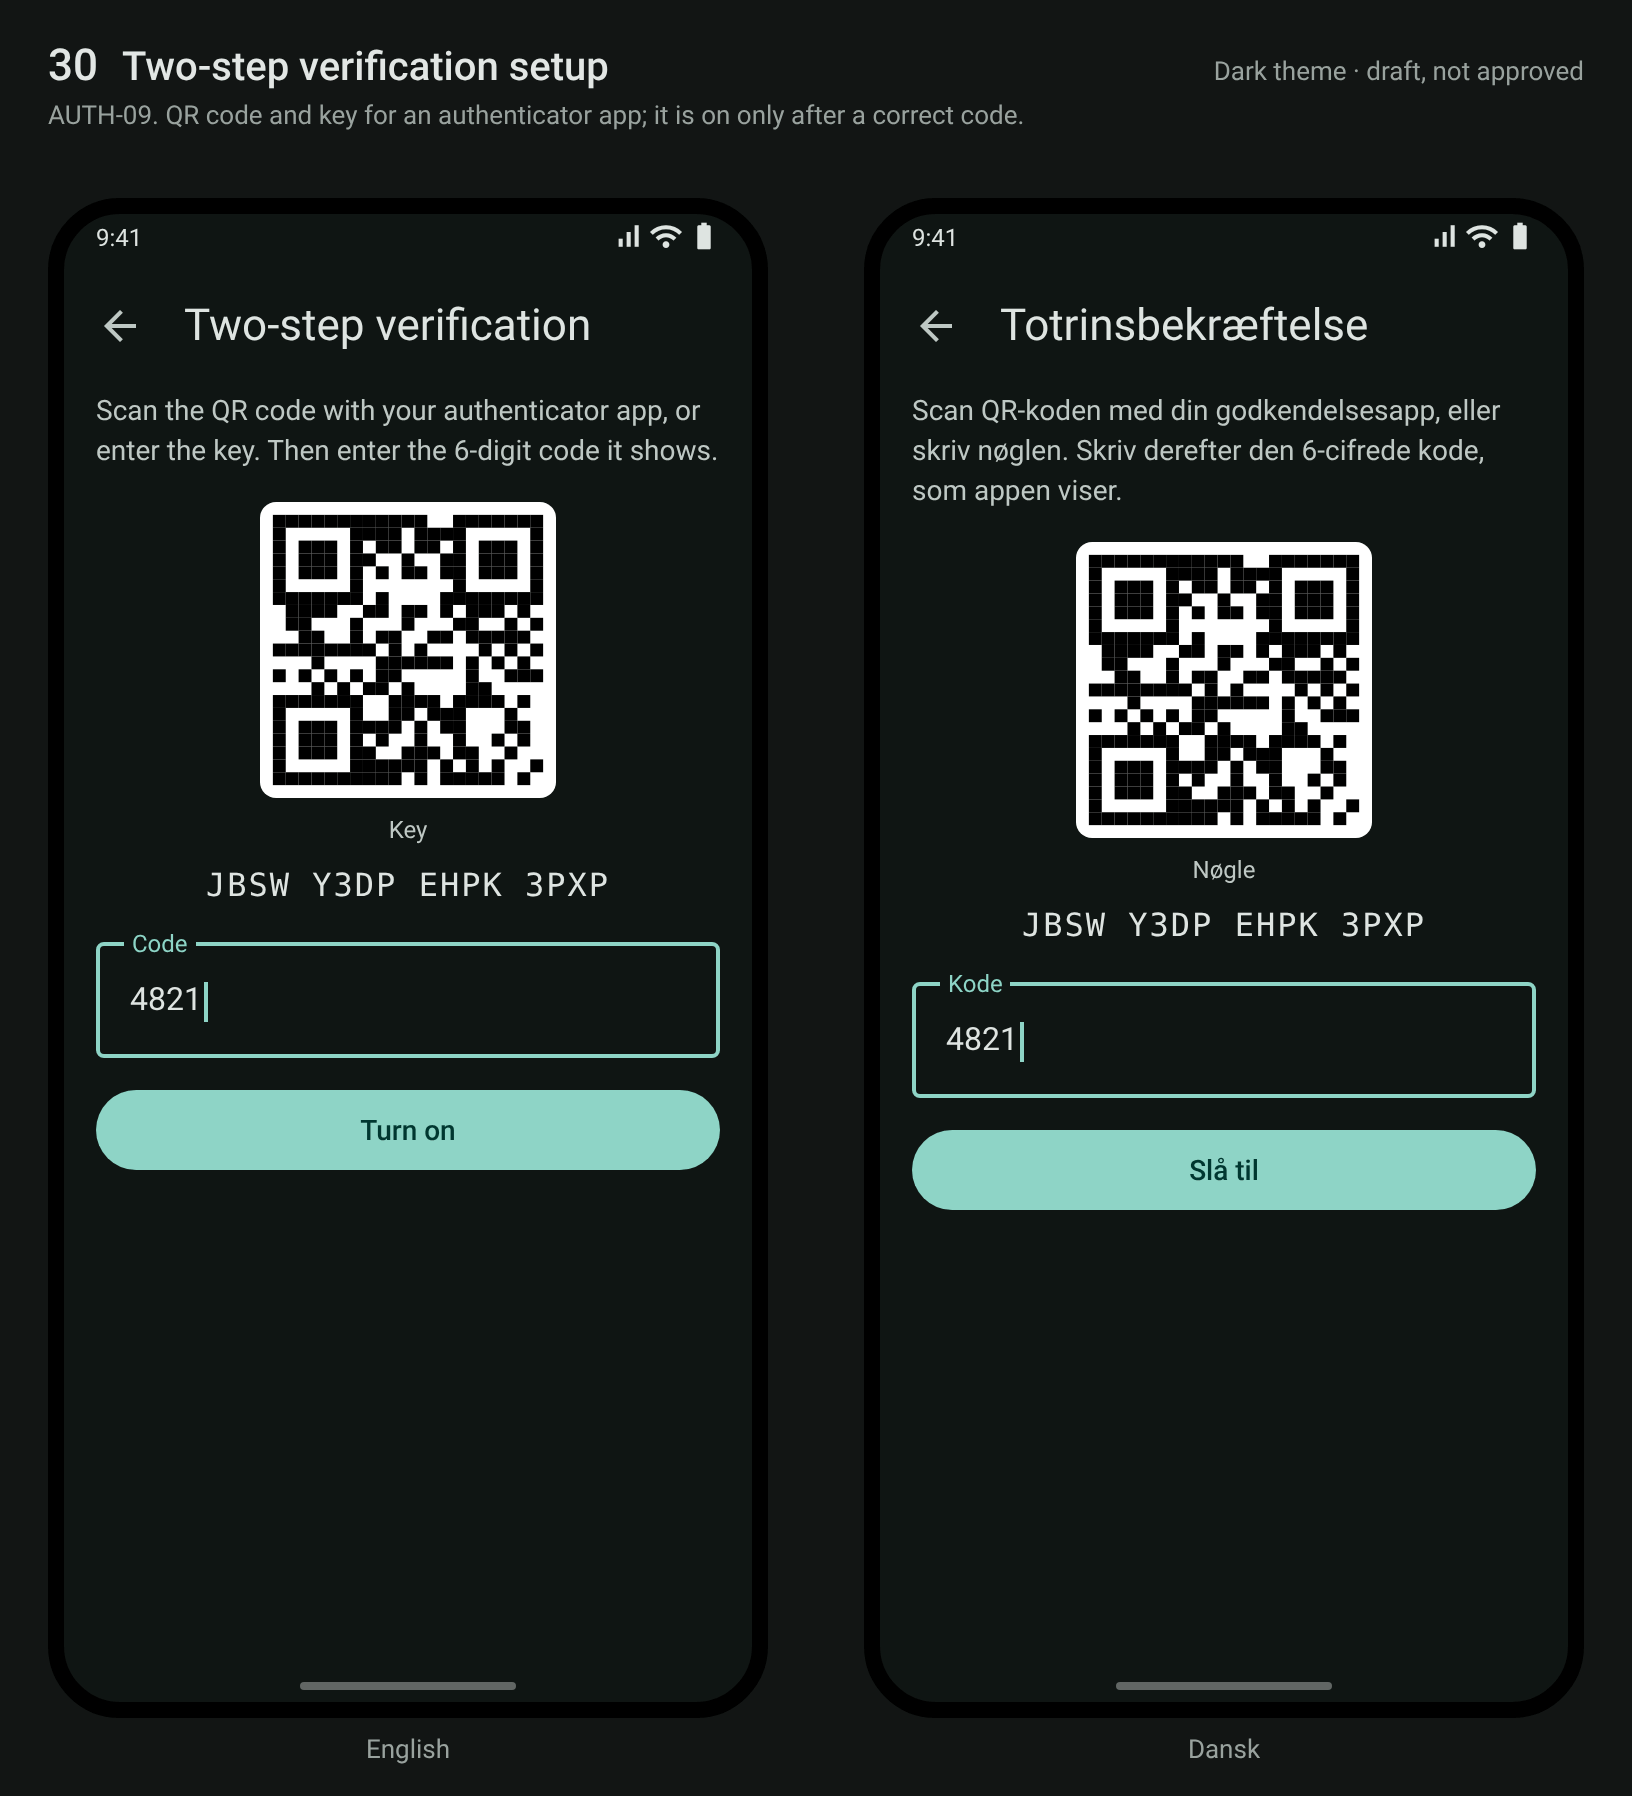 30 Two-step verification setup
Dark theme · draft, not approved
AUTH-09. QR code and key for an authenticator app; it is on only after a correct code.
9:41
Two-step verification
Scan the QR code with your authenticator app, or
enter the key. Then enter the 6-digit code it shows.
Key
JBSW Y3DP EHPK 3PXP
Code
4821
Turn on
English
9:41
Totrinsbekræftelse
Scan QR-koden med din godkendelsesapp, eller
skriv nøglen. Skriv derefter den 6-cifrede kode,
som appen viser.
Nøgle
JBSW Y3DP EHPK 3PXP
Kode
4821
Slå til
Dansk